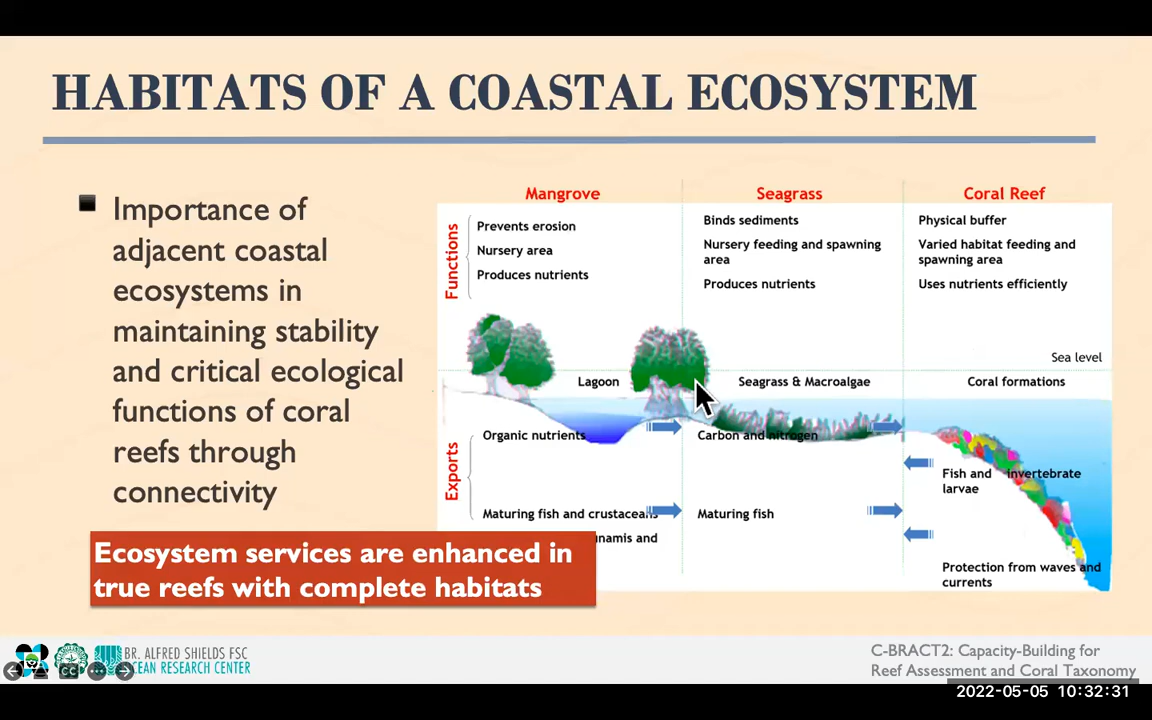 HABITATS OF A COASTAL ECOSYSTEM
Importance of
adjacent coastal
ecosystems in
maintaining stability
and critical ecological
functions of coral
reefs through
connectivity
Mangrove
Seagrass
Coral Reef
Functions
Prevents erosion
Nursery area
Produces nutrients
Binds sediments
Nursery feeding and spawning
area
Produces nutrients
Physical buffer
Varied habitat feeding and
spawning area
Uses nutrients efficiently
Sea level
Lagoon
Seagrass & Macroalgae
Coral formations
Exports
Organic nutrients
Carbon and nitrogen
Fish and invertebrate
larvae
Maturing fish and crustaceans
Maturing fish
and
Protection from waves and
currents
Ecosystem services are enhanced in
true reefs with complete habitats
BR. ALFRED SHIELDS FSC
OCEAN RESEARCH CENTER
CC
C-BRACT2: Capacity-Building for
Reef Assessment and Coral Taxonomy
2022-05-05 10:32:31